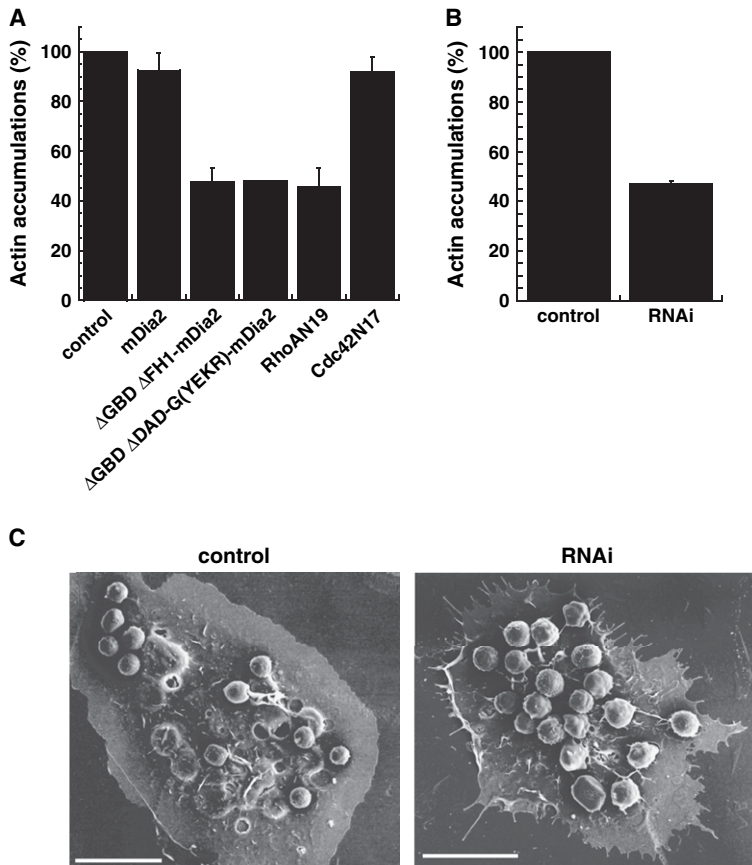 A
Actin accumulations (%)
100
80
60
40
20
0
control
mDia2
ΔGBD ΔFH1-mDia2
ΔGBD ΔDAD-G(YEKR)-mDia2
RhoAN19
Cdc42N17
B
Actin accumulations (%)
100
80
60
40
20
0
control
RNAi
C
control
RNAi